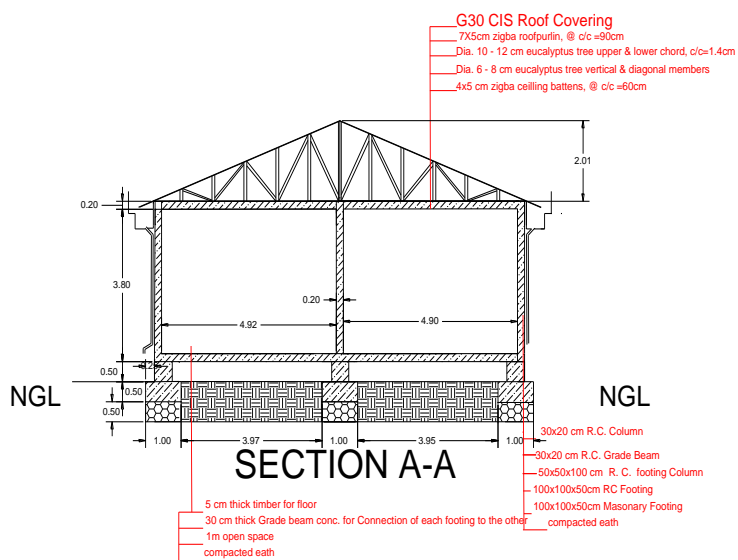 G30 CIS Roof Covering
7X5cm zigba roofpurlin, @ c/c =90cm
Dia. 10 - 12 cm eucalyptus tree upper & lower chord, c/c=1.4cm
Dia. 6 - 8 cm eucalyptus tree vertical & diagonal members
4x5 cm zigba ceilling battens, @ c/c =60cm
2.01
0.20
3.80
0.20
4.92
4.90
0.50
NGL
0.50
NGL
0.50
1.00
3.97
1.00
3.95
1.00
SECTION A-A
30x20 cm R.C. Column
30x20 cm R.C. Grade Beam
50x50x100 cm R. C. footing Column
100x100x50cm RC Footing
100x100x50cm Masonary Footing
compacted eath
5 cm thick timber for floor
30 cm thick Grade beam conc. for Connection of each footing to the other
1m open space
compacted eath